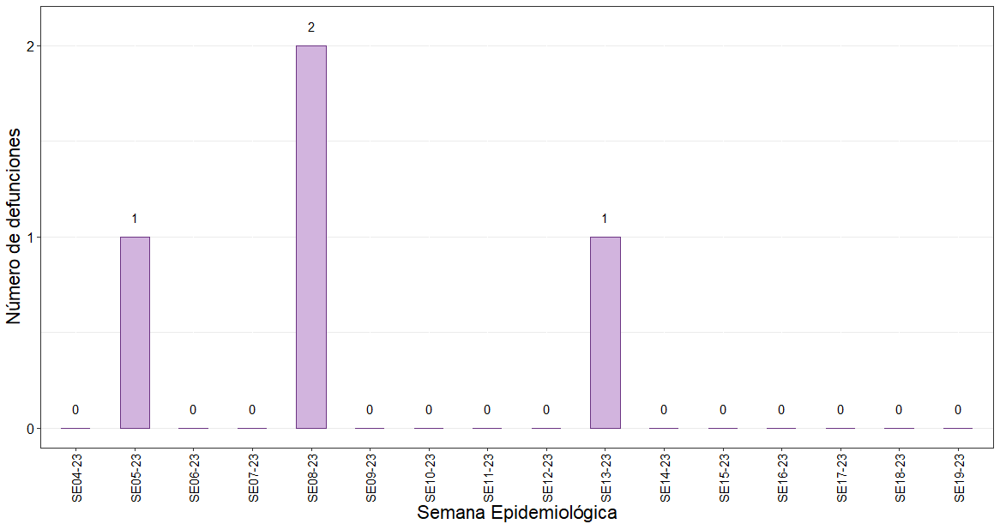 Número de defunciones
2
1
0
0
1
0
0
2
0
0
0
0
1
0
0
0
0
0
0
SE04-23
SE05-23
SE06-23
SE07-23
SE08-23
SE09-23
SE10-23
SE11-23
SE12-23
SE13-23
SE14-23
SE15-23
SE16-23
SE17-23
SE18-23
SE19-23
Semana Epidemiológica